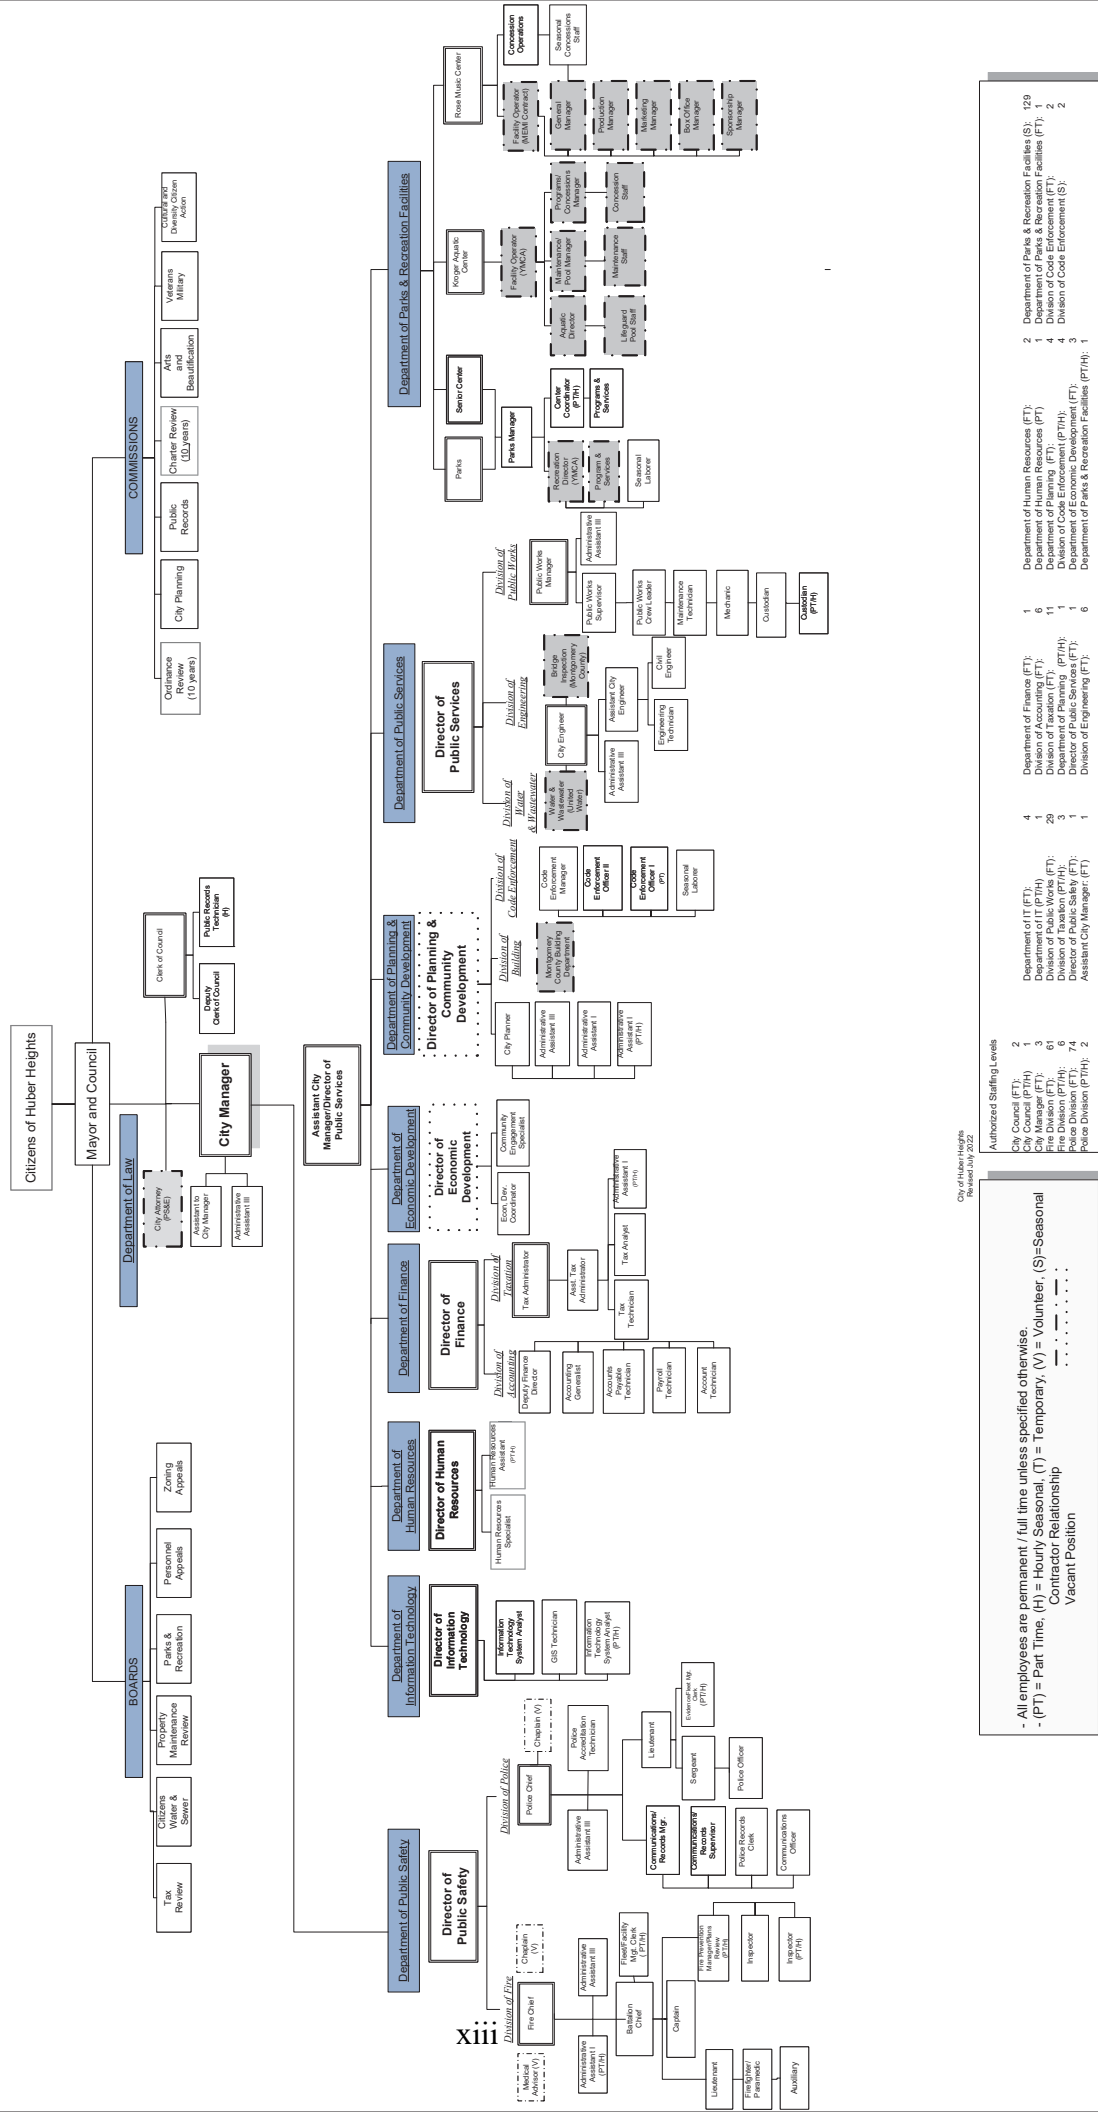 Citizens of Huber Heights
Mayor and Council
BOARDS
Tax
Review
Citizens
Water &
Sewer
Property
Maintenance
Review
Parks &
Recreation
Personnel
Appeals
Zoning
Appeals
Department of Law
City Attorney
(PS&E)
Clerk of Council
Deputy
Clerk of Council
Public Records
Technician
(H)
City Manager
Assistant to
City Manager
Administrative
Assistant III
COMMISSIONS
Ordinance
Review
(10 years)
City Planning
Public
Records
Charter Review
(10 years)
Arts
and
Beautification
Veterans
Military
Cultural and
Diversity Citizen
Action
Assistant City
Manager/Director of
Public Services
Department of Public Safety
Director of
Public Safety
Division of Fire
Medical
Advisor (V)
Fire Chief
Chaplain
(V)
Administrative
Assistant I
(PT/H)
Administrative
Assistant III
Battalion
Chief
Fleet/Facility
Mgt. Clerk
(PT/H)
Captain
Lieutenant
Firefighter/
Paramedic
Auxiliary
Fire Prevention
Manager/Plans
Review
(PT/H)
Inspector
Inspector
(PT/H)
Division of Police
Police Chief
Chaplain (V)
Administrative
Assistant III
Police
Accreditation
Technician
Communications/
Records Mgr.
Communications/
Records
Supervisor
Police Records
Clerk
Communications
Officer
Lieutenant
Evidence/Fleet Mgt.
Clerk
(PT/H)
Sergeant
Police Officer
Department of
Information Technology
Director of
Information
Technology
Information
Technology
System Analyst
GIS Technician
Information
Technology
System Analyst
(PT/H)
Department of
Human Resources
Director of Human
Resources
Human Resources
Specialist
Human Resources
Assistant
(PT/H)
Department of Finance
Director of
Finance
Division of
Accounting
Deputy Finance
Director
Accounting
Generalist
Accounts
Payable
Technician
Payroll
Technician
Account
Technician
Division of
Taxation
Tax Administrator
Asst. Tax
Administrator
Tax
Technician
Tax Analyst
Administrative
Assistant I
(PT/H)
Department of
Economic Development
Director of
Economic
Development
Econ. Dev.
Coordinator
Community
Engagement
Specialist
Department of Planning &
Community Development
Director of Planning &
Community
Development
City Planner
Administrative
Assistant III
Administrative
Assistant I
Administrative
Assistant I
(PT/H)
Division of
Building
Montgomery
County Building
Department
Division of
Code Enforcement
Code
Enforcement
Manager
Code
Enforcement
Officer II
Code
Enforcement
Officer I
(PT)
Seasonal
Laborer
Department of Public Services
Director of
Public Services
Division of
Water
& Wastewater
Water &
Wastewater
(United
Water)
Division of
Engineering
City Engineer
Bridge
Inspection
(Montgomery
County)
Administrative
Assistant III
Assistant City
Engineer
Engineering
Technician
Civil
Engineer
Division of
Public Works
Public Works
Manager
Public Works
Supervisor
Administrative
Assistant III
Public Works
Crew Leader
Maintenance
Technician
Mechanic
Custodian
Custodian
(PT/H)
Department of Parks & Recreation Facilities
Parks
Senior Center
Parks Manager
Recreation
Director
(YMCA)
Program &
Services
Seasonal
Laborer
Center
Coordinator
(PT/H)
Programs &
Services
Kroger Aquatic
Center
Facility Operator
(YMCA)
Aquatic
Director
Maintenance/
Pool Manager
Programs/
Concessions
Manager
Lifeguard
Pool Staff
Maintenance
Staff
Concession
Staff
Rose Music Center
Facility Operator
(MEMI Contract)
Concession
Operations
General
Manager
Seasonal
Concessions
Staff
Production
Manager
Marketing
Manager
Box Office
Manager
Sponsorship
Manager
xiii
City of Huber Heights
Revised July 2022
- All employees are permanent / full time unless specified otherwise.
- (PT) = Part Time, (H) = Hourly Seasonal, (T) = Temporary, (V) = Volunteer, (S)=Seasonal
Contractor Relationship
Vacant Position
Authorized Staffing Levels
City Council (FT): 2
City Council (PT/H) 1
City Manager (FT): 3
Fire Division (FT): 61
Fire Division (PT/H): 6
Police Division (FT): 74
Police Division (PT/H): 2
Department of IT (FT): 4
Department of IT (PT/H) 1
Division of Public Works (FT): 29
Division of Taxation (PT/H): 3
Director of Public Safety (FT): 1
Assistant City Manager: (FT) 1
Department of Finance (FT): 1
Division of Accounting (FT): 6
Division of Taxation (FT): 11
Department of Planning (PT/H): 1
Director of Public Services (FT): 1
Division of Engineering (FT): 6
Department of Human Resources (FT): 2
Department of Human Resources (PT) 1
Department of Planning (FT): 4
Division of Code Enforcement (PT/H): 4
Department of Economic Development (FT): 3
Department of Parks & Recreation Facilities (PT/H): 1
Department of Parks & Recreation Facilities (S): 129
Department of Parks & Recreation Facilities (FT): 1
Division of Code Enforcement (FT): 2
Division of Code Enforcement (S): 2